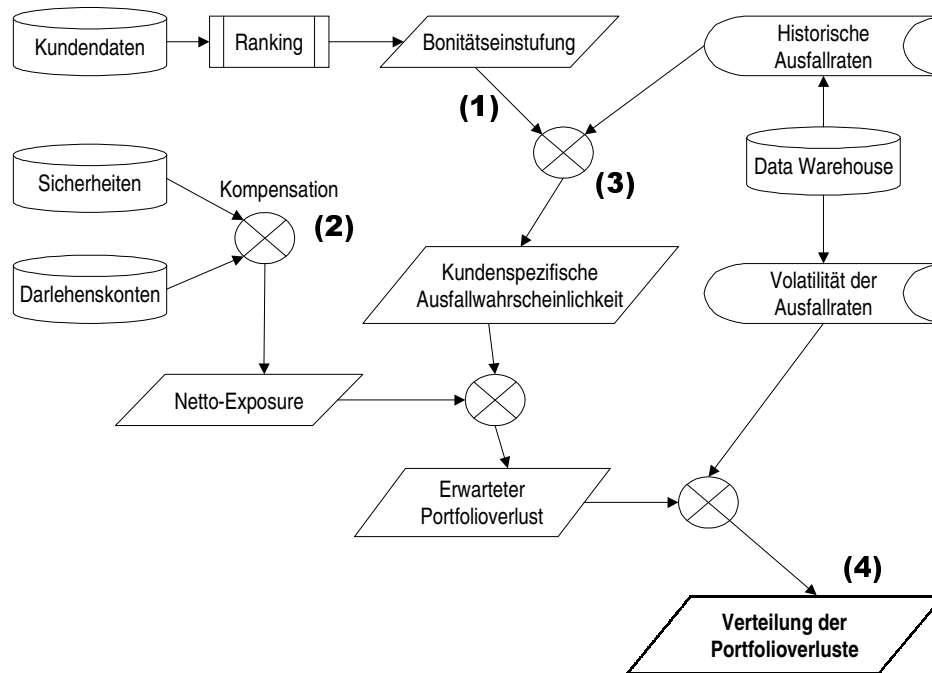 Kundendaten
Ranking
Bonitätseinstufung
Historische
Ausfallraten
(1)
(3)
Data Warehouse
Sicherheiten
Kompensation
(2)
Darlehenskonten
Kundenspezifische
Ausfallwahrscheinlichkeit
Volatilität der
Ausfallraten
Netto-Exposure
Erwarteter
Portfolioverlust
(4)
Verteilung der
Portfolioverluste